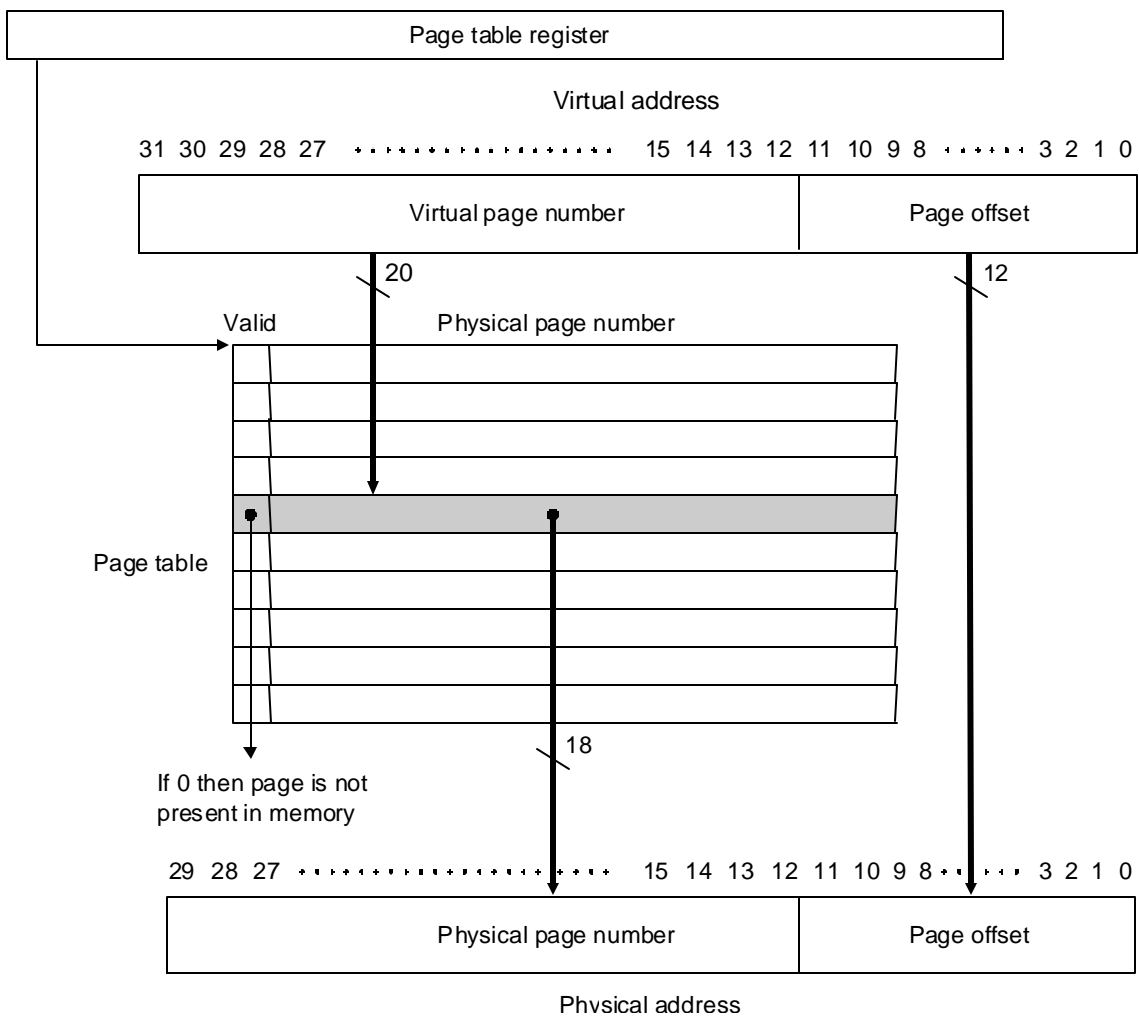 Page table register
Virtual address
31 30 29 28 27 15 14 13 12 11 10 9 8 3 2 1 0
Virtual page number Page offset
20 12
Valid Physical page number
Page table
18
If 0 then page is not
present in memory
29 28 27 15 14 13 12 11 10 9 8 3 2 1 0
Physical page number Page offset
Physical address